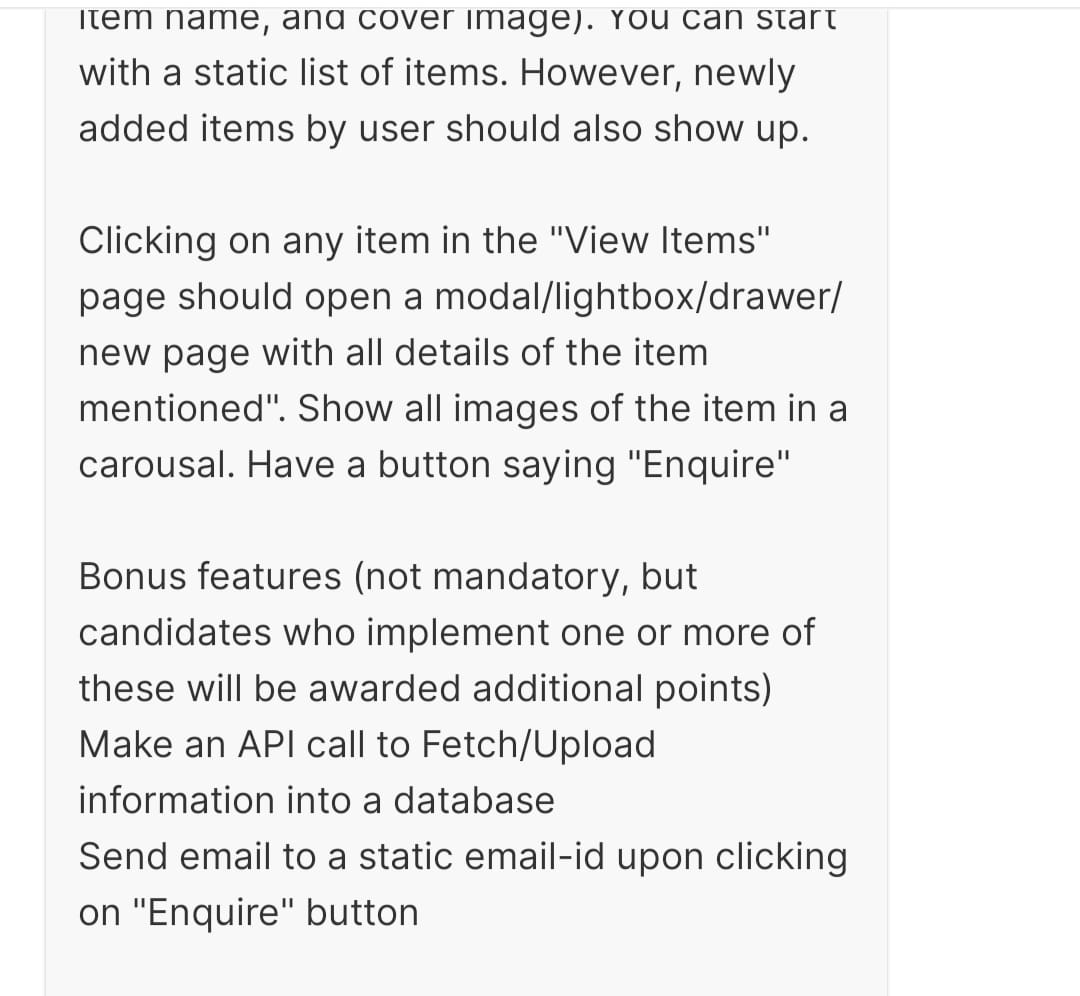 item name, and cover image). You can start
with a static list of items. However, newly
added items by user should also show up.
Clicking on any item in the "View Items"
page should open a modal/lightbox/drawer/
new page with all details of the item
mentioned". Show all images of the item in a
carousal. Have a button saying "Enquire"
Bonus features (not mandatory, but
candidates who implement one or more of
these will be awarded additional points)
Make an API call to Fetch/Upload
information into a database
Send email to a static email-id upon clicking
on "Enquire" button